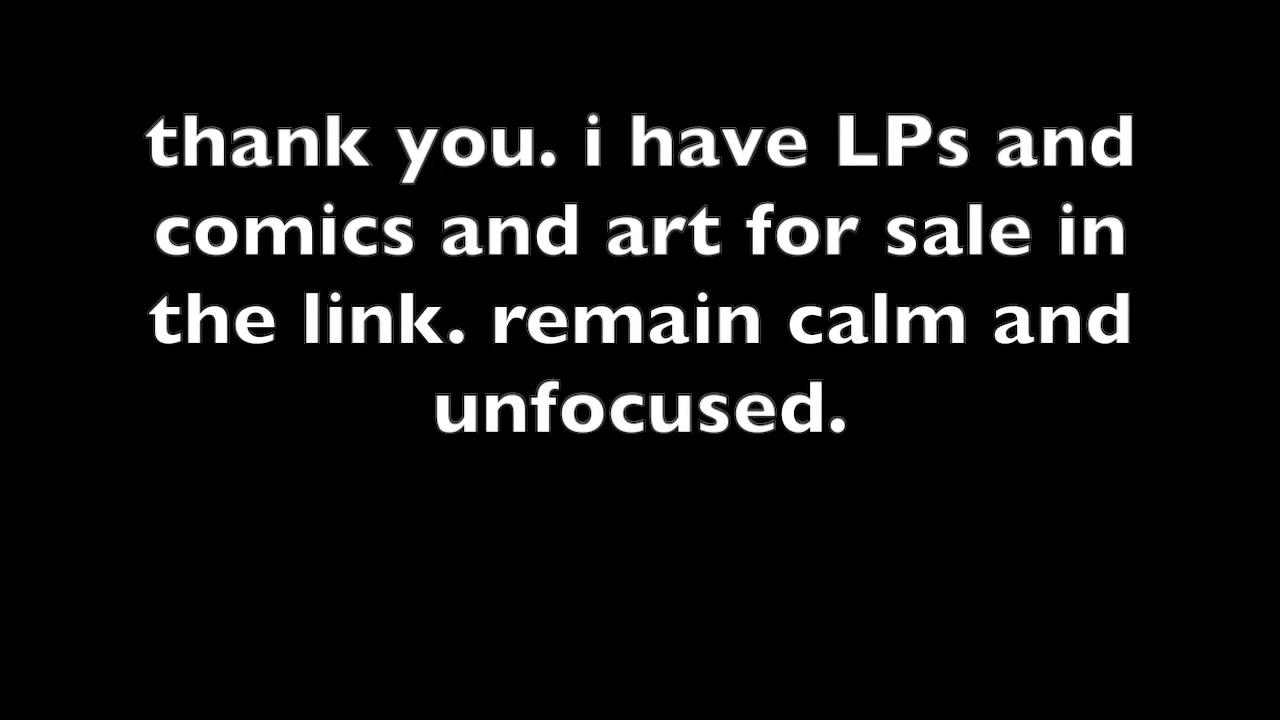 thank you. i have LPs and
comics and art for sale in
the link. remain calm and
unfocused.